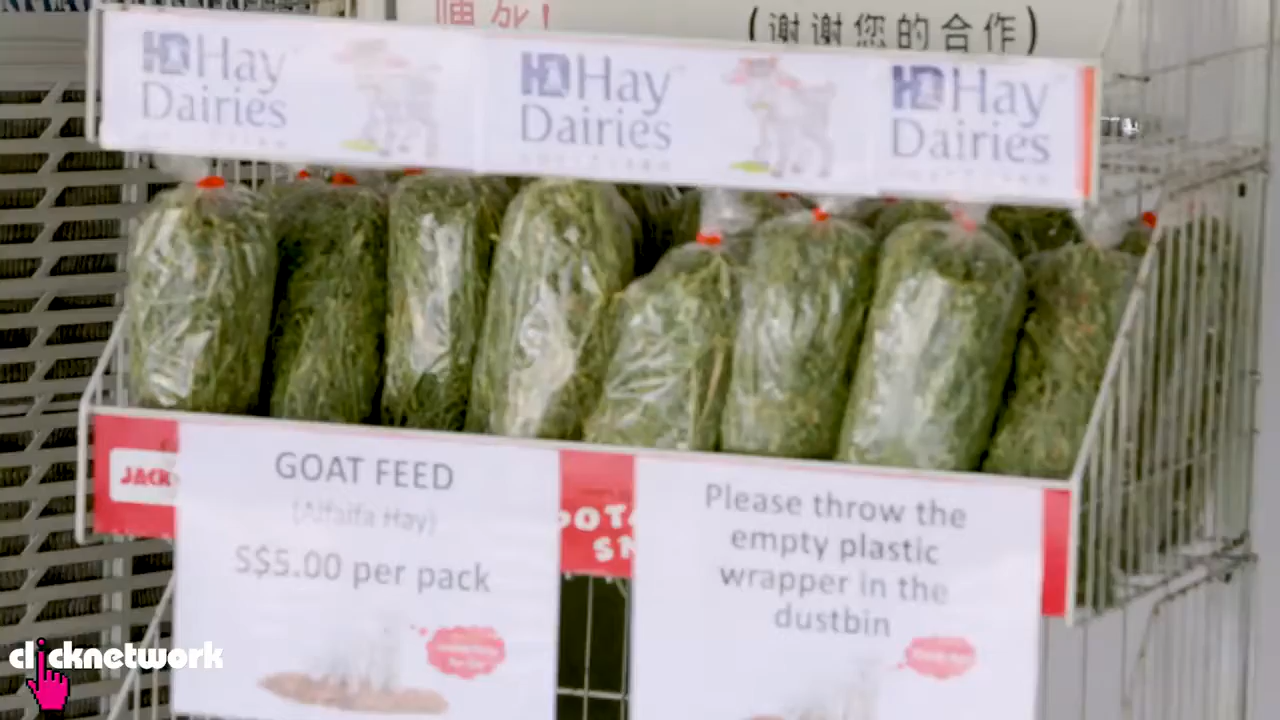 (谢谢您的合作)
HD Hay
Dairies
HD Hay
Dairies
HD Hay
Dairies
JACK
GOAT FEED
(Alfalfa Hay)
S$5.00 per pack
Please throw the
empty plastic
wrapper in the
dustbin
clicknetwork